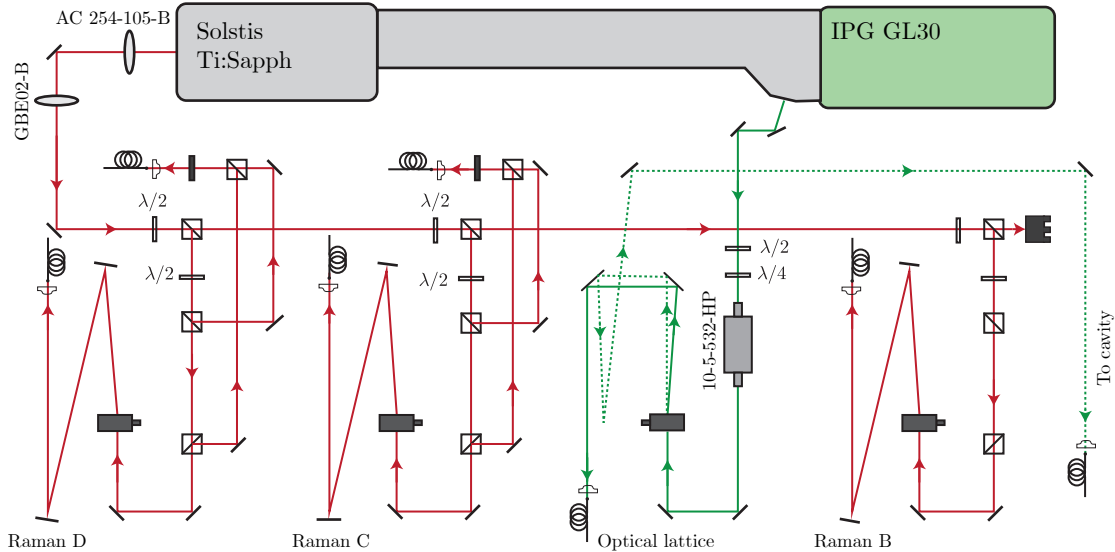 AC 254-105-B
Solstis
Ti:Sapph
IPG GL30
GBE02-B
λ/2
λ/2
λ/2
λ/4
λ/2
λ/2
10-5-532-HP
To cavity
Raman D
Raman C
Optical lattice
Raman B